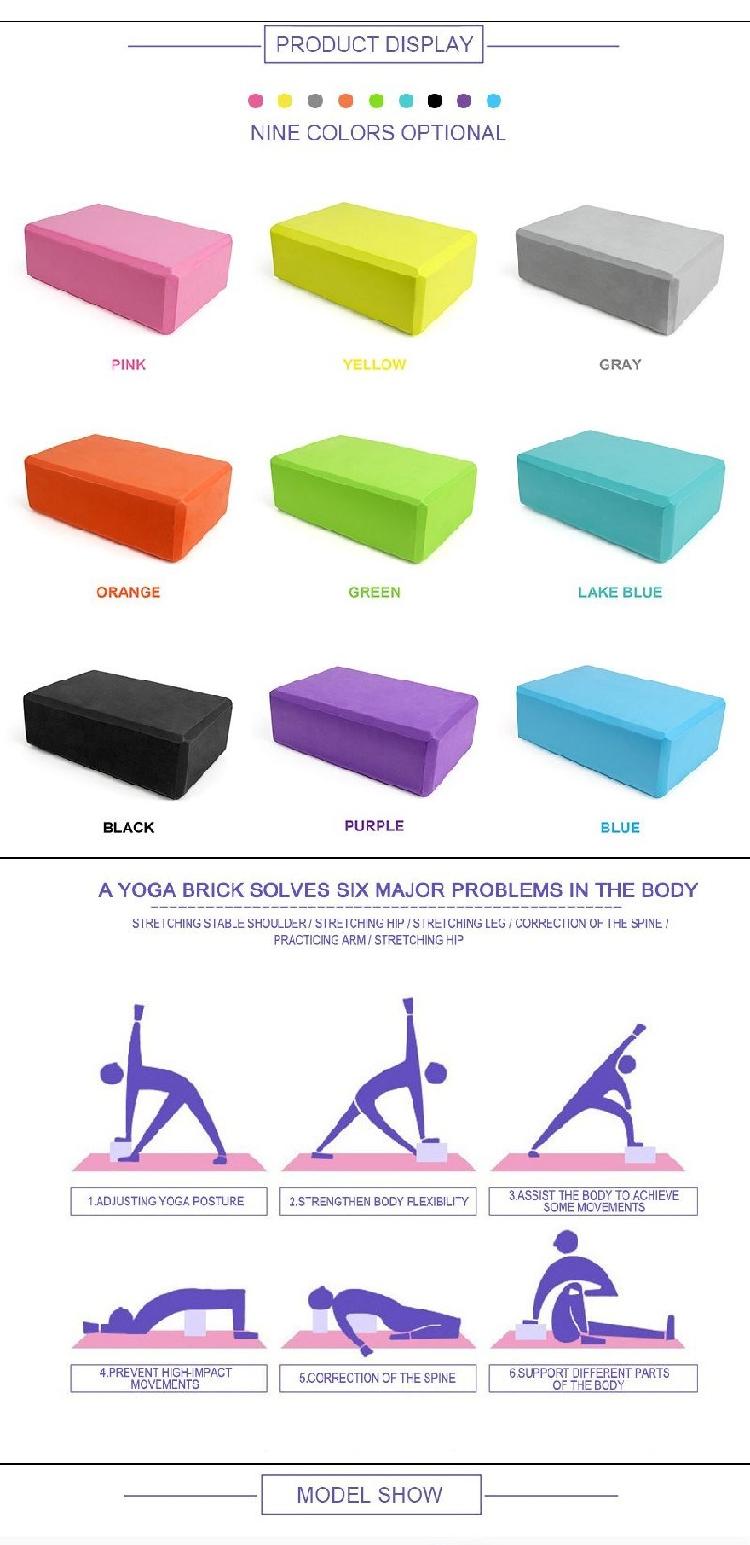 PRODUCT DISPLAY
NINE COLORS OPTIONAL
PINK
YELLOW
GRAY
ORANGE
GREEN
LAKE BLUE
BLACK
PURPLE
BLUE
A YOGA BRICK SOLVES SIX MAJOR PROBLEMS IN THE BODY
STRETCHING STABLE SHOULDER / STRETCHING HIP / STRETCHING LEG / CORRECTION OF THE SPINE /
PRACTICING ARM / STRETCHING HIP
1.ADJUSTING YOGA POSTURE
2.STRENGTHEN BODY FLEXIBILITY
3.ASSIST THE BODY TO ACHIEVE
SOME MOVEMENTS
4.PREVENT HIGH-IMPACT
MOVEMENTS
5.CORRECTION OF THE SPINE
6.SUPPORT DIFFERENT PARTS
OF THE BODY
MODEL SHOW